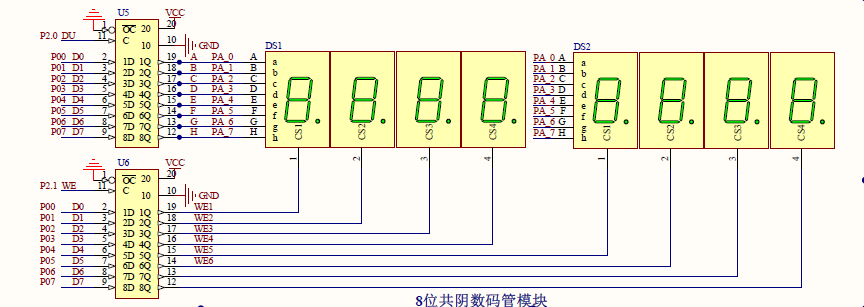 U5 VCC
1 OC 20 20
P2.0 DU 11 C 10 10 GND
P00 D0 2 1D 1Q 19 A PA_0 A
P01 D1 3 2D 2Q 18 B PA_1 B
P02 D2 4 3D 3Q 17 C PA_2 C
P03 D3 5 4D 4Q 16 D PA_3 D
P04 D4 6 5D 5Q 15 E PA_4 E
P05 D5 7 6D 6Q 14 F PA_5 F
P06 D6 8 7D 7Q 13 G PA_6 G
P07 D7 9 8D 8Q 12 H PA_7 H
DS1
a
b
c
d
e
f
g
h
CS1 CS2 CS3 CS4
1 2 3 4
DS2
PA_0 A a
PA_1 B b
PA_2 C c
PA_3 D d
PA_4 E e
PA_5 F f
PA_6 G g
PA_7 H h
CS1 CS2 CS3 CS4
1 2 3 4
U6 VCC
1 OC 20 20
P2.1 WE 11 C 10 10 GND
P00 D0 2 1D 1Q 19 WE1
P01 D1 3 2D 2Q 18 WE2
P02 D2 4 3D 3Q 17 WE3
P03 D3 5 4D 4Q 16 WE4
P04 D4 6 5D 5Q 15 WE5
P05 D5 7 6D 6Q 14 WE6
P06 D6 8 7D 7Q 13
P07 D7 9 8D 8Q 12
8位共阴数码管模块